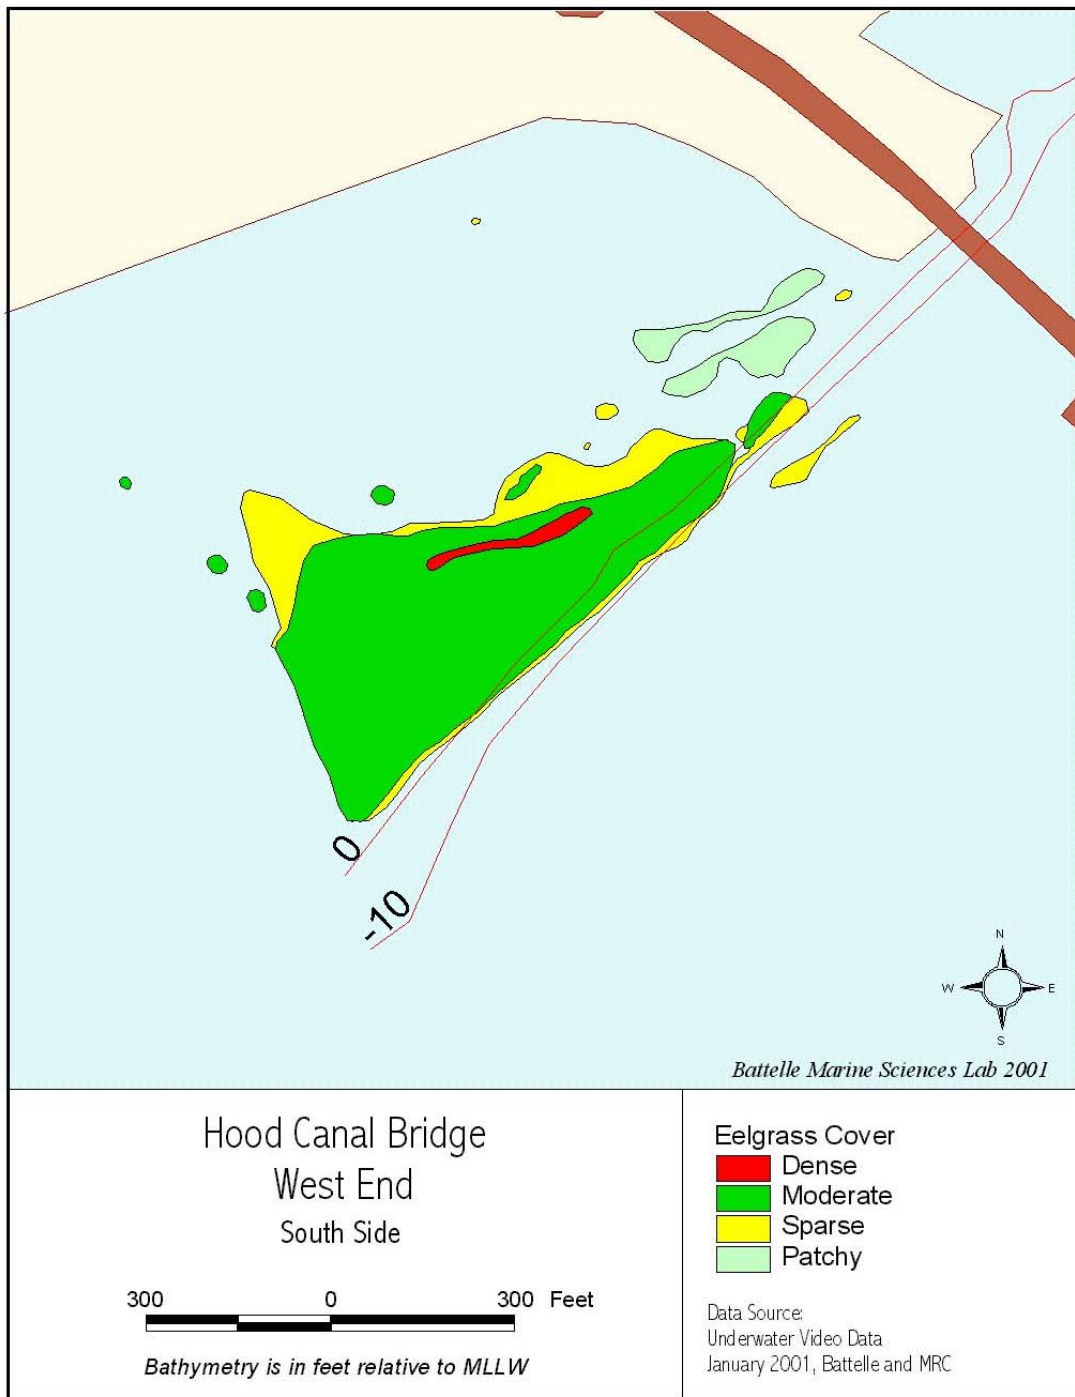 0
-10
N
W E
S
Battelle Marine Sciences Lab 2001
Hood Canal Bridge
West End
South Side
300 0 300 Feet
Bathymetry is in feet relative to MLLW
Eelgrass Cover
Dense
Moderate
Sparse
Patchy
Data Source:
Underwater Video Data
January 2001, Battelle and MRC